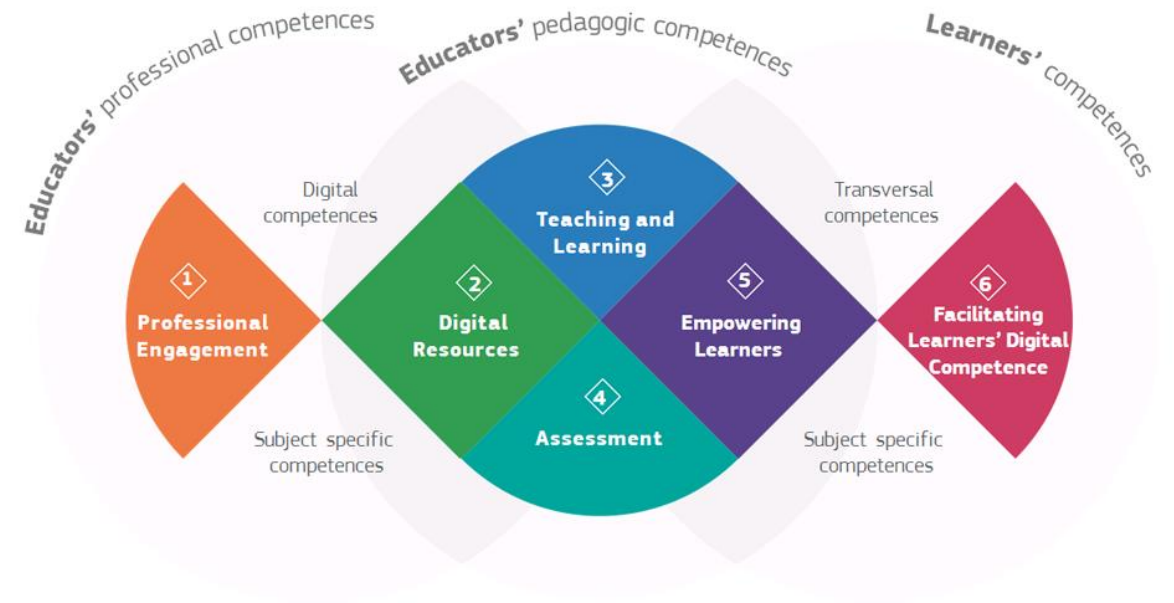 Educators' professional competences
Educators' pedagogic competences
Learners' competences
Digital
competences
Transversal
competences
1
Professional
Engagement
2
Digital
Resources
3
Teaching and
Learning
4
Assessment
5
Empowering
Learners
6
Facilitating
Learners' Digital
Competence
Subject specific
competences
Subject specific
competences